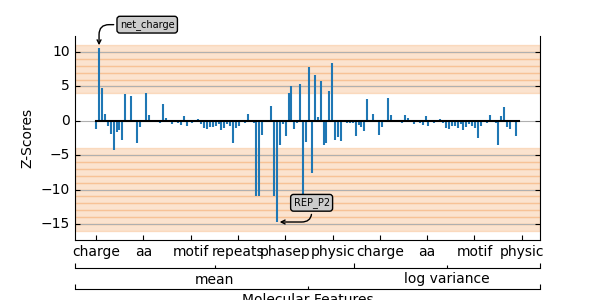 net_charge
10
5
0
−5
−10
−15
Z-Scores
REP_P2
charge aa motif repeats phasep physic charge aa motif physic
mean log variance
Molecular Features